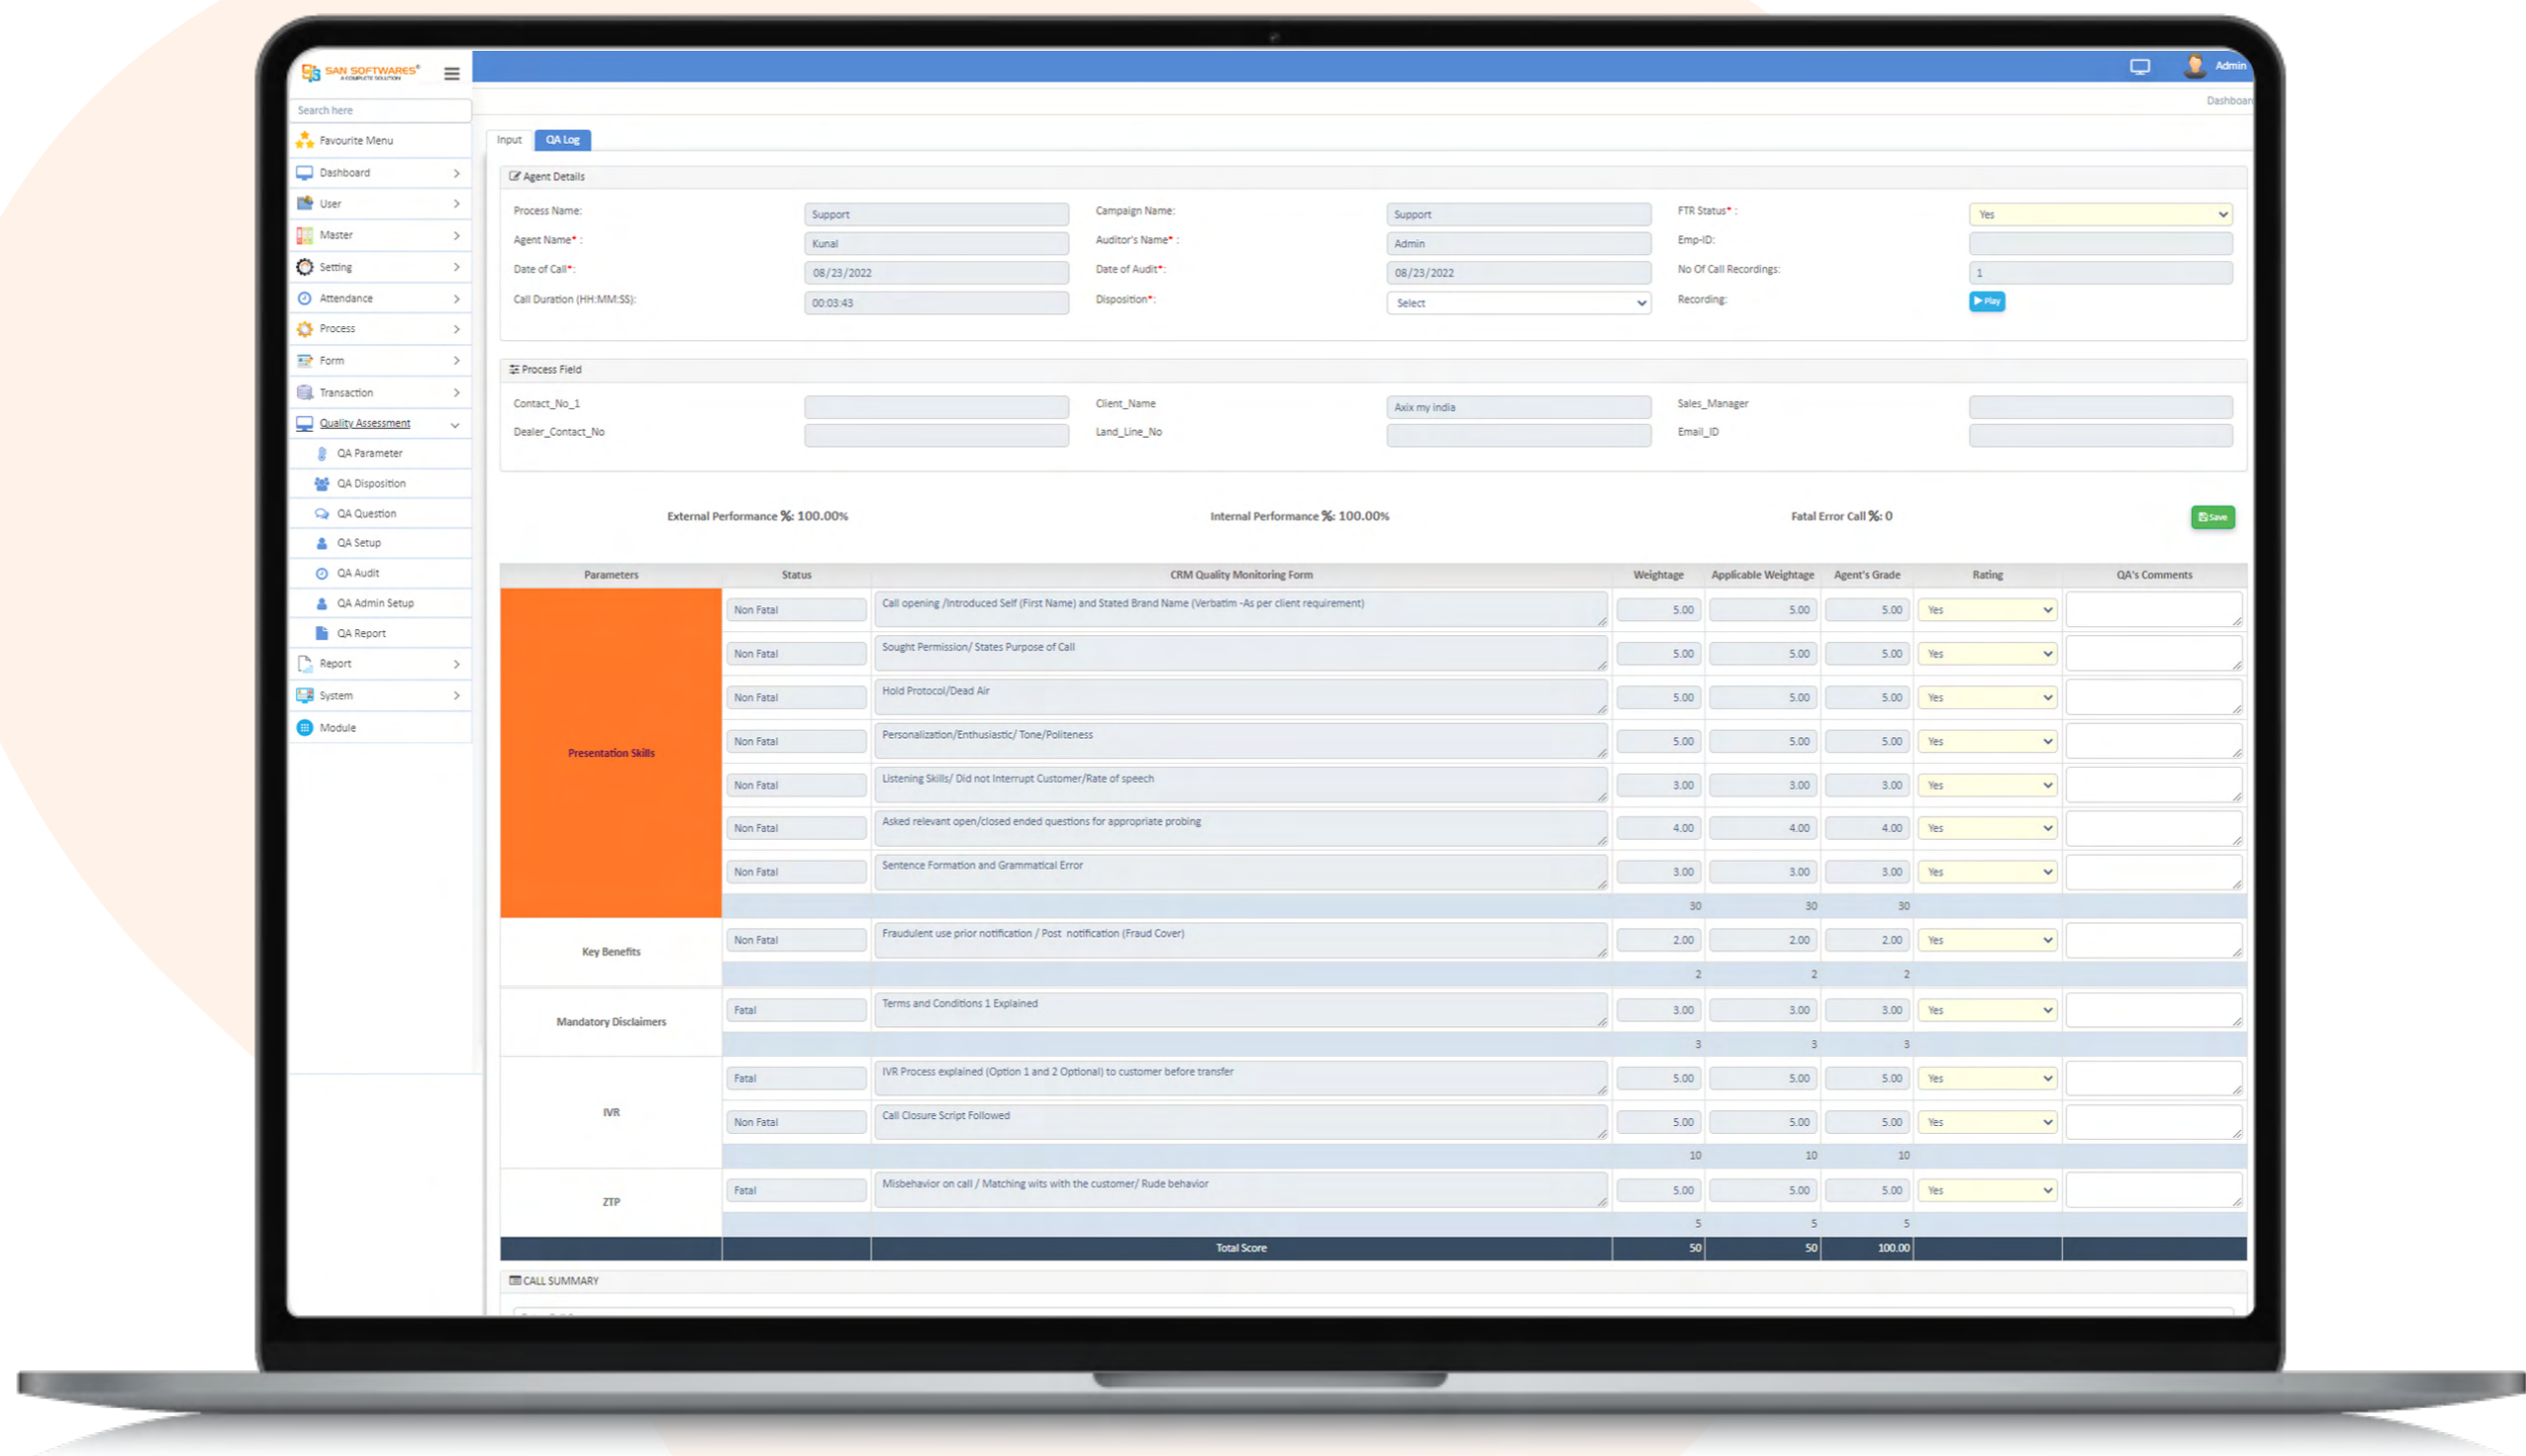 SAN SOFTWARES®
A COMPLETE SOLUTION
Admin
Search here
Dashboar
Favourite Menu
Dashboard
User
Master
Setting
Attendance
Process
Form
Transaction
Quality Assessment
QA Parameter
QA Disposition
QA Question
QA Setup
QA Audit
QA Admin Setup
QA Report
Report
System
Module
Input QA Log
Agent Details
Process Name: Support Campaign Name: Support FTR Status* : Yes
Agent Name* : Kunal Auditor's Name* : Admin Emp-ID:
Date of Call*: 08/23/2022 Date of Audit*: 08/23/2022 No Of Call Recordings: 1
Call Duration (HH:MM:SS): 00:03:43 Disposition*: Select Recording: Play
Process Field
Contact_No_1 Client_Name Axix my india Sales_Manager
Dealer_Contact_No Land_Line_No Email_ID
External Performance %: 100.00% Internal Performance %: 100.00% Fatal Error Call %: 0 Save
Parameters Status CRM Quality Monitoring Form Weightage Applicable Weightage Agent's Grade Rating QA's Comments
Presentation Skills
Non Fatal Call opening /Introduced Self (First Name) and Stated Brand Name (Verbatim -As per client requirement) 5.00 5.00 5.00 Yes
Non Fatal Sought Permission/ States Purpose of Call 5.00 5.00 5.00 Yes
Non Fatal Hold Protocol/Dead Air 5.00 5.00 5.00 Yes
Non Fatal Personalization/Enthusiastic/ Tone/Politeness 5.00 5.00 5.00 Yes
Non Fatal Listening Skills/ Did not Interrupt Customer/Rate of speech 3.00 3.00 3.00 Yes
Non Fatal Asked relevant open/closed ended questions for appropriate probing 4.00 4.00 4.00 Yes
Non Fatal Sentence Formation and Grammatical Error 3.00 3.00 3.00 Yes
30 30 30
Key Benefits
Non Fatal Fraudulent use prior notification / Post notification (Fraud Cover) 2.00 2.00 2.00 Yes
2 2 2
Mandatory Disclaimers
Fatal Terms and Conditions 1 Explained 3.00 3.00 3.00 Yes
3 3 3
IVR
Fatal IVR Process explained (Option 1 and 2 Optional) to customer before transfer 5.00 5.00 5.00 Yes
Non Fatal Call Closure Script Followed 5.00 5.00 5.00 Yes
10 10 10
ZTP
Fatal Misbehavior on call / Matching wits with the customer/ Rude behavior 5.00 5.00 5.00 Yes
5 5 5
Total Score 50 50 100.00
CALL SUMMARY